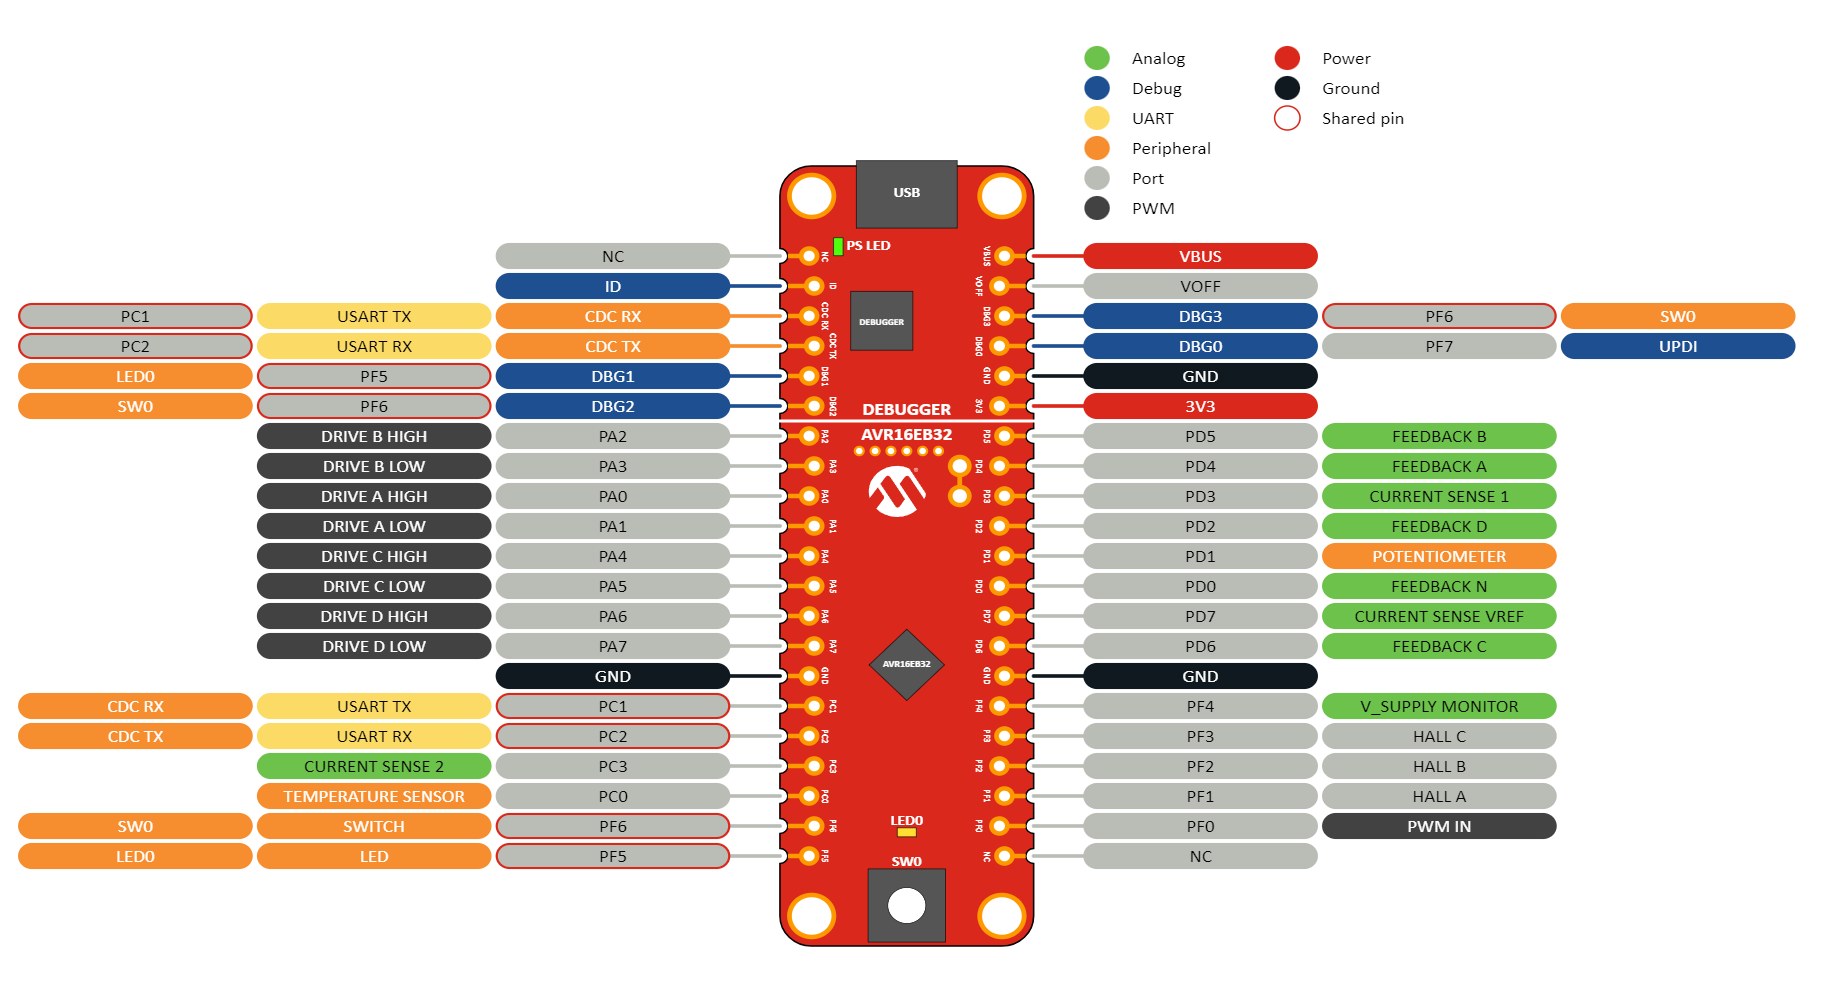 Analog Power
Debug Ground
UART Shared pin
Peripheral
Port
PWM
USB
PS LED
NC NC VBUS VBUS
ID ID VOFF VOFF
PC1 USART TX CDC RX CDC RX DBG3 DBG3 PF6 SW0
DEBUGGER
PC2 USART RX CDC TX CDC TX DBG0 DBG0 PF7 UPDI
LED0 PF5 DBG1 DBG1 GND GND
SW0 PF6 DBG2 DBG2 3V3 3V3
DEBUGGER
AVR16EB32
DRIVE B HIGH PA2 PA2 PD5 PD5 FEEDBACK B
DRIVE B LOW PA3 PA3 PD4 PD4 FEEDBACK A
DRIVE A HIGH PA0 PA0 PD3 PD3 CURRENT SENSE 1
DRIVE A LOW PA1 PA1 PD2 PD2 FEEDBACK D
DRIVE C HIGH PA4 PA4 PD1 PD1 POTENTIOMETER
DRIVE C LOW PA5 PA5 PD0 PD0 FEEDBACK N
DRIVE D HIGH PA6 PA6 PD7 PD7 CURRENT SENSE VREF
DRIVE D LOW PA7 PA7 PD6 PD6 FEEDBACK C
AVR16EB32
GND GND GND GND
CDC RX USART TX PC1 PC1 PF4 PF4 V_SUPPLY MONITOR
CDC TX USART RX PC2 PC2 PF3 PF3 HALL C
CURRENT SENSE 2 PC3 PC3 PF2 PF2 HALL B
TEMPERATURE SENSOR PC0 PC0 PF1 PF1 HALL A
LED0
SW0 SWITCH PF6 PF6 PF0 PF0 PWM IN
LED0 LED PF5 PF5 NC NC
SW0